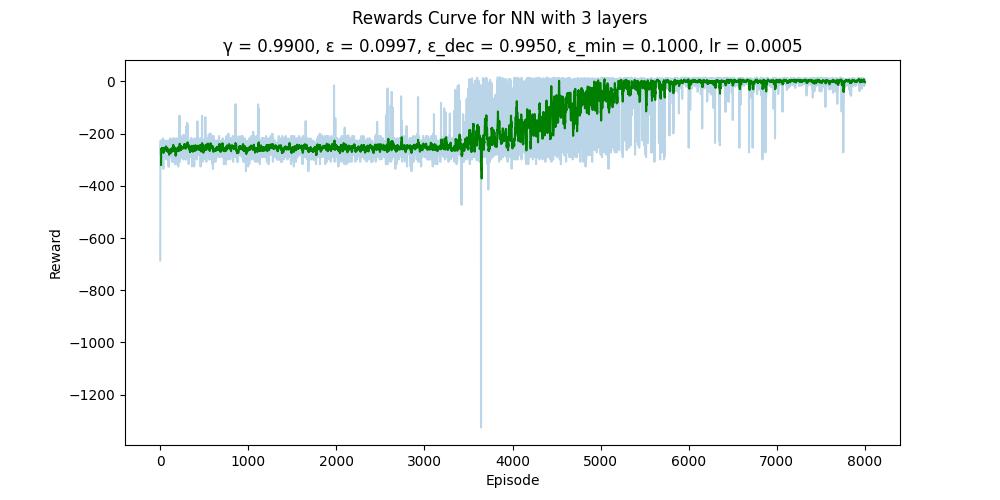 Rewards Curve for NN with 3 layers
γ = 0.9900, ε = 0.0997, ε_dec = 0.9950, ε_min = 0.1000, lr = 0.0005
0
−200
−400
−600
−800
−1000
−1200
Reward
0 1000 2000 3000 4000 5000 6000 7000 8000
Episode